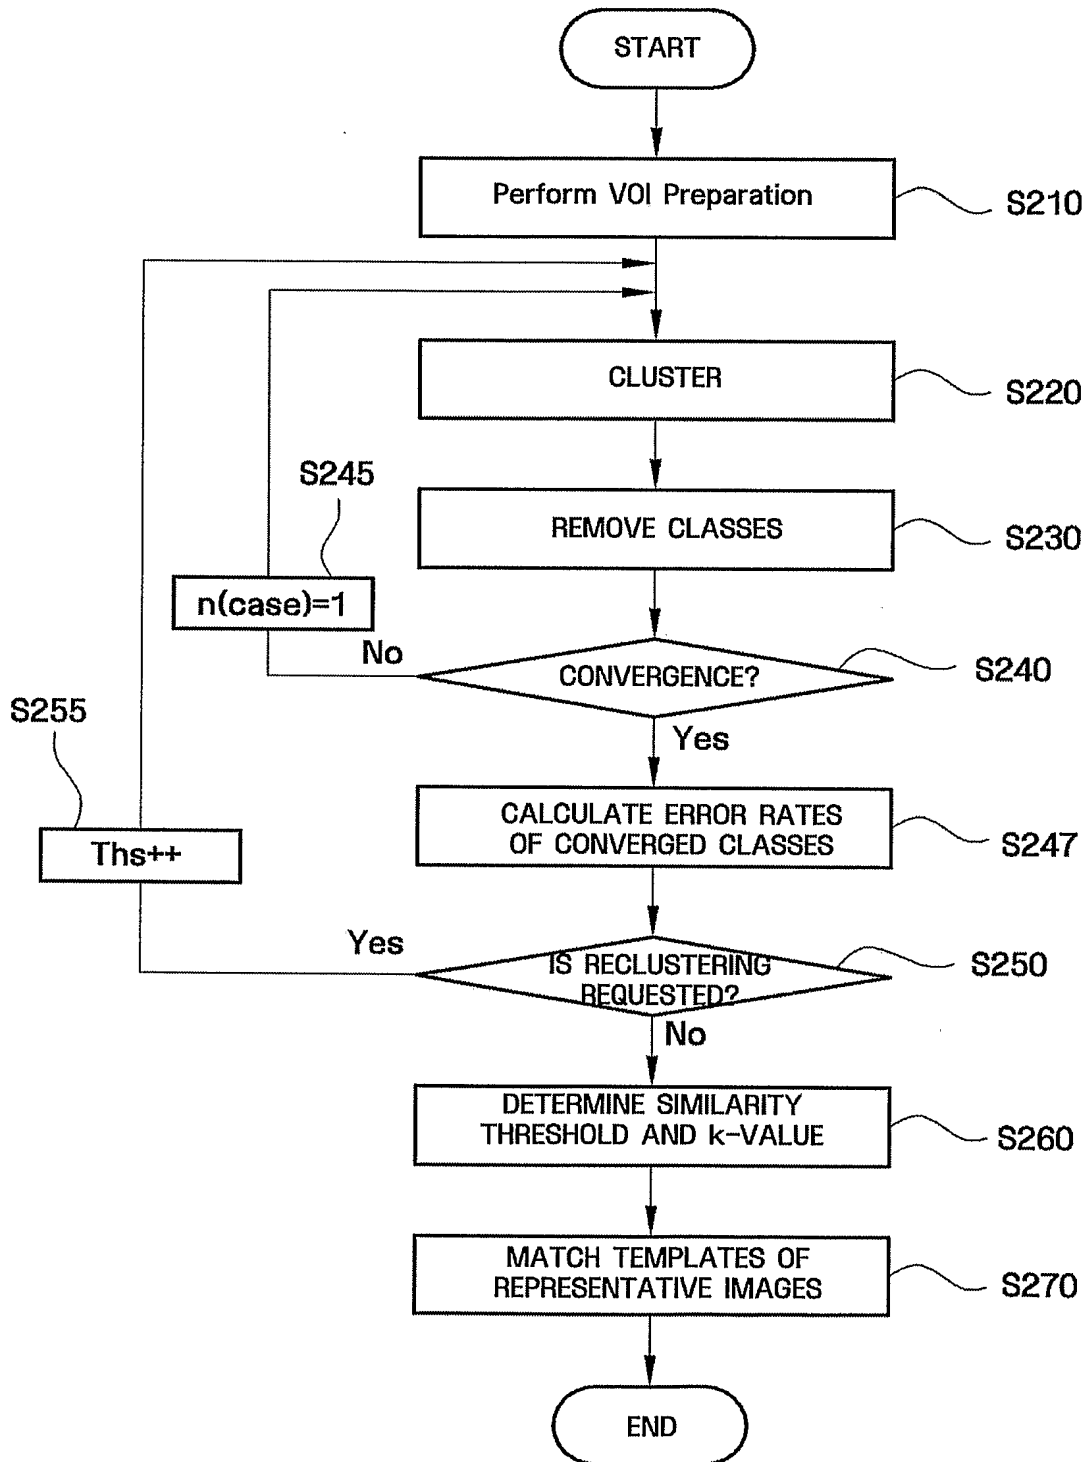 START
Perform VOI Preparation
S210
CLUSTER
S220
S245
REMOVE CLASSES
S230
n(case)=1
No
CONVERGENCE?
S240
S255
Yes
CALCULATE ERROR RATES
OF CONVERGED CLASSES
S247
Ths++
Yes
IS RECLUSTERING
REQUESTED?
S250
No
DETERMINE SIMILARITY
THRESHOLD AND k-VALUE
S260
MATCH TEMPLATES OF
REPRESENTATIVE IMAGES
S270
END